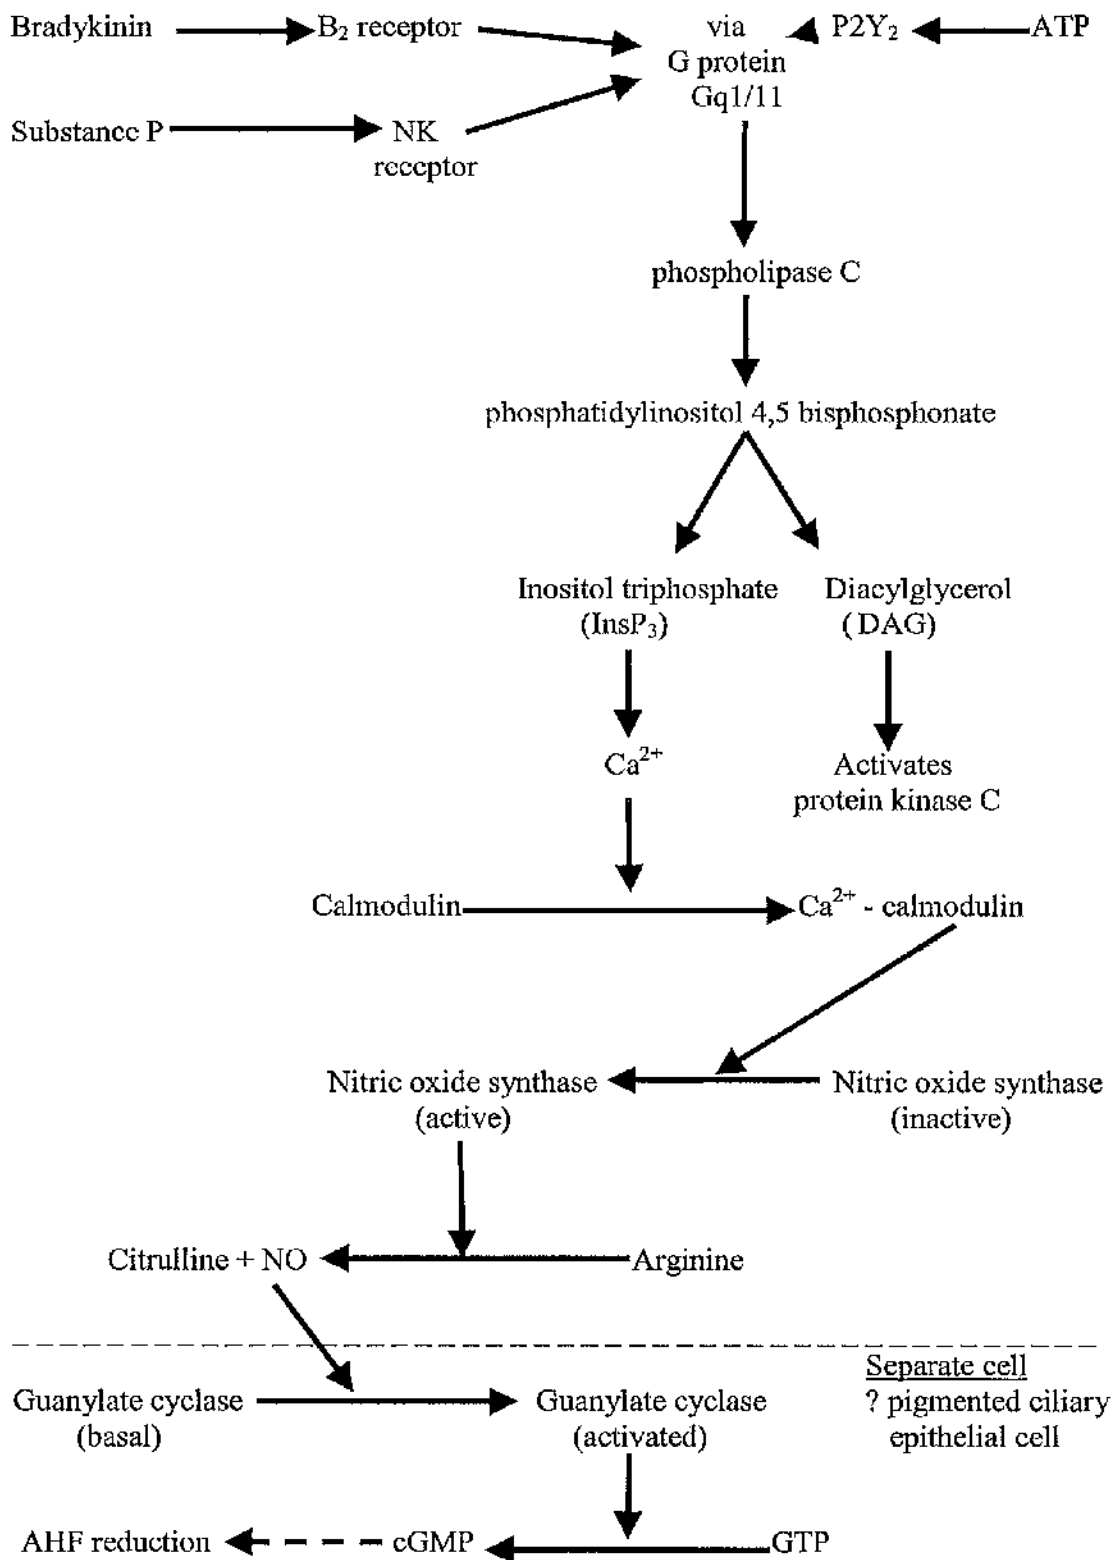 Bradykinin B₂ receptor via P2Y₂ ATP
G protein
Gq1/11
Substance P NK
receptor
phospholipase C
phosphatidylinositol 4,5 bisphosphonate
Inositol triphosphate Diacylglycerol
(InsP₃) ( DAG)
Ca²⁺ Activates
protein kinase C
Calmodulin Ca²⁺ - calmodulin
Nitric oxide synthase Nitric oxide synthase
(active) (inactive)
Citrulline + NO Arginine
Separate cell
Guanylate cyclase Guanylate cyclase ? pigmented ciliary
(basal) (activated) epithelial cell
AHF reduction cGMP GTP